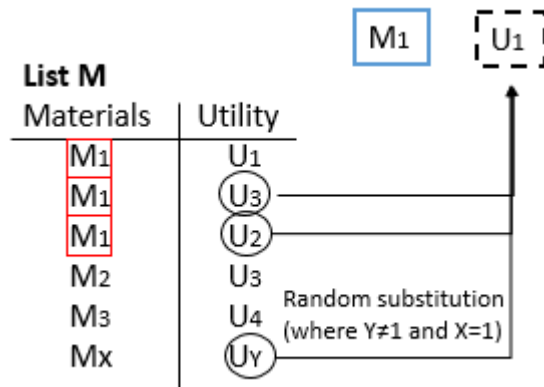 M1 U1
List M
Materials Utility
M1 U1
M1 U3
M1 U2
M2 U3
M3 U4
Mx UY
Random substitution
(where Y≠1 and X=1)